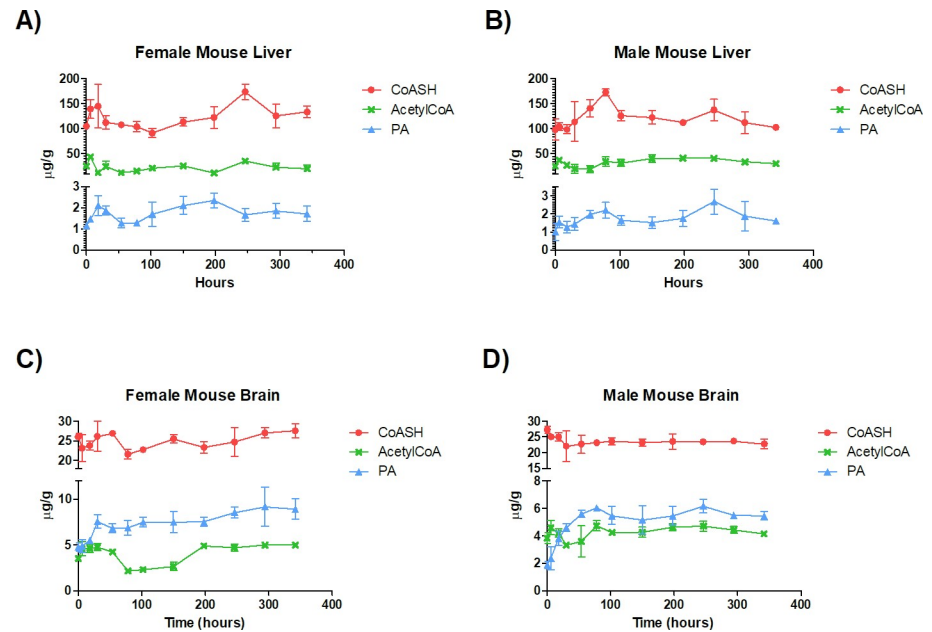 A)
Female Mouse Liver
200
150
100
50
3
2
1
0
µg/g
0
100
200
300
400
Hours
CoASH
AcetylCoA
PA
B)
Male Mouse Liver
200
150
100
50
3
2
1
0
µg/g
0
100
200
300
400
Hours
CoASH
AcetylCoA
PA
C)
Female Mouse Brain
30
25
20
10
5
0
µg/g
0
100
200
300
400
Time (hours)
CoASH
AcetylCoA
PA
D)
Male Mouse Brain
30
25
20
15
6
4
2
0
µg/g
0
100
200
300
400
Time (hours)
CoASH
AcetylCoA
PA